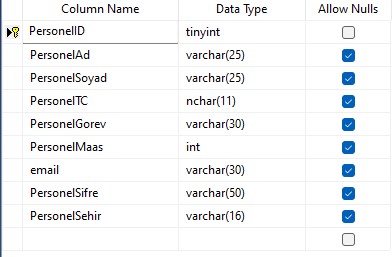 Column Name Data Type Allow Nulls
PersonelID tinyint
PersonelAd varchar(25)
PersonelSoyad varchar(25)
PersonelTC nchar(11)
PersonelGorev varchar(30)
PersonelMaas int
email varchar(30)
PersonelSifre varchar(50)
PersonelSehir varchar(16)